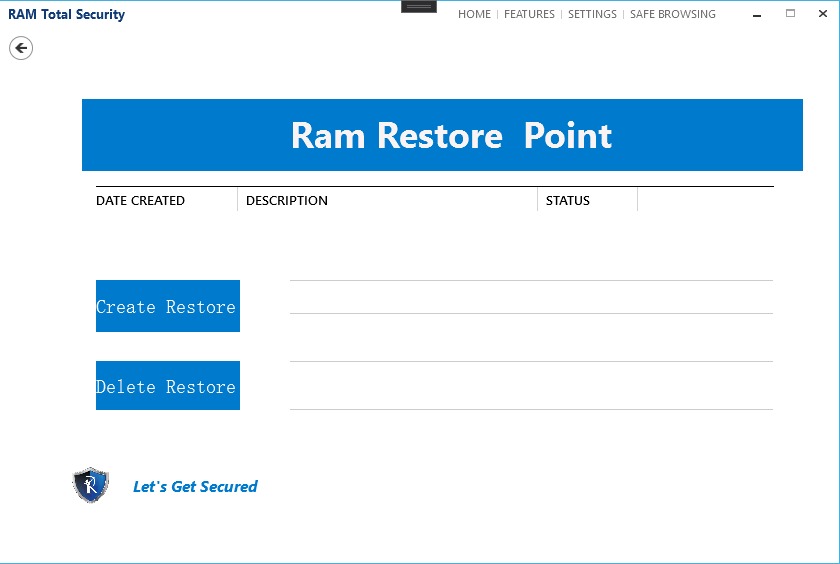 RAM Total Security
HOME | FEATURES | SETTINGS | SAFE BROWSING
Ram Restore Point
DATE CREATED DESCRIPTION STATUS
Create Restore
Delete Restore
R
Let's Get Secured